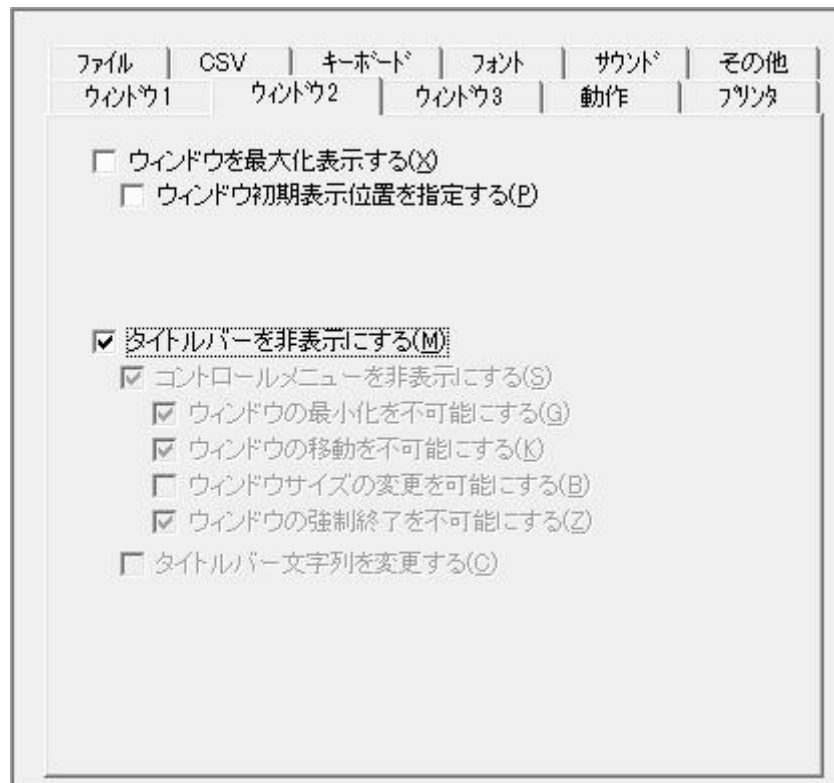 ﾌｧｲﾙ CSV ｷｰﾎﾞｰﾄﾞ ﾌｫﾝﾄ ｻｳﾝﾄﾞ その他
ｳｨﾝﾄﾞｳ1 ｳｨﾝﾄﾞｳ2 ｳｨﾝﾄﾞｳ3 動作 ﾌﾟﾘﾝﾀ
ウィンドウを最大化表示する(X)
ウィンドウ初期表示位置を指定する(P)
タイトルバーを非表示にする(M)
コントロールメニューを非表示にする(S)
ウィンドウの最小化を不可能にする(G)
ウィンドウの移動を不可能にする(K)
ウィンドウサイズの変更を可能にする(B)
ウィンドウの強制終了を不可能にする(Z)
タイトルバー文字列を変更する(C)